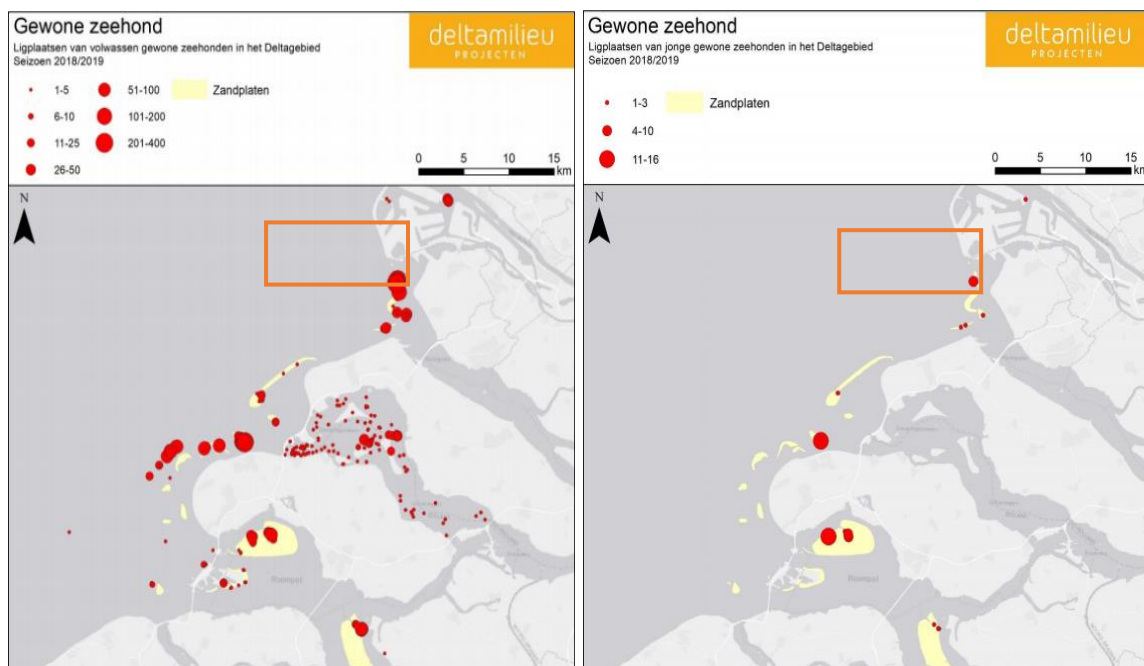 Gewone zeehond
Ligplaatsen van volwassen gewone zeehonden in het Deltagebied
Seizoen 2018/2019
deltamilieu
PROJECTEN
1-5
51-100
Zandplaten
6-10
101-200
11-25
201-400
26-50
0 5 10 15
km
N
Roompot
Gewone zeehond
Ligplaatsen van jonge gewone zeehonden in het Deltagebied
Seizoen 2018/2019
deltamilieu
PROJECTEN
1-3
Zandplaten
4-10
11-16
0 5 10 15
km
N
Roompot